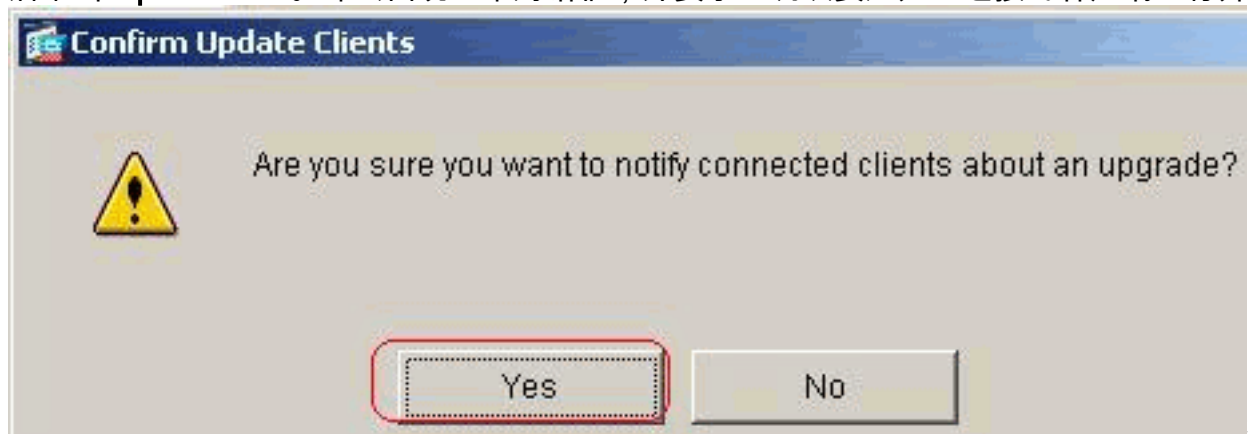 Confirm Update Clients
Are you sure you want to notify connected clients about an upgrade?
Yes
No